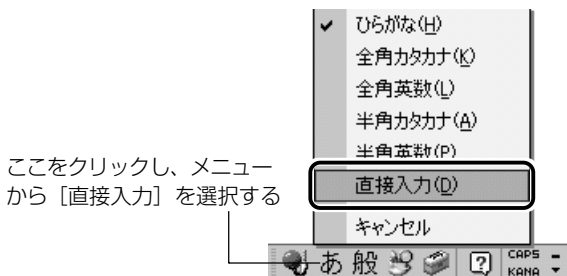 ひらがな(H)
全角カタカナ(K)
全角英数(L)
半角カタカナ(A)
半角英数(P)
直接入力(D)
キャンセル
ここをクリックし、メニュー
から［直接入力］を選択する
あ 般 ? CAPS
KANA